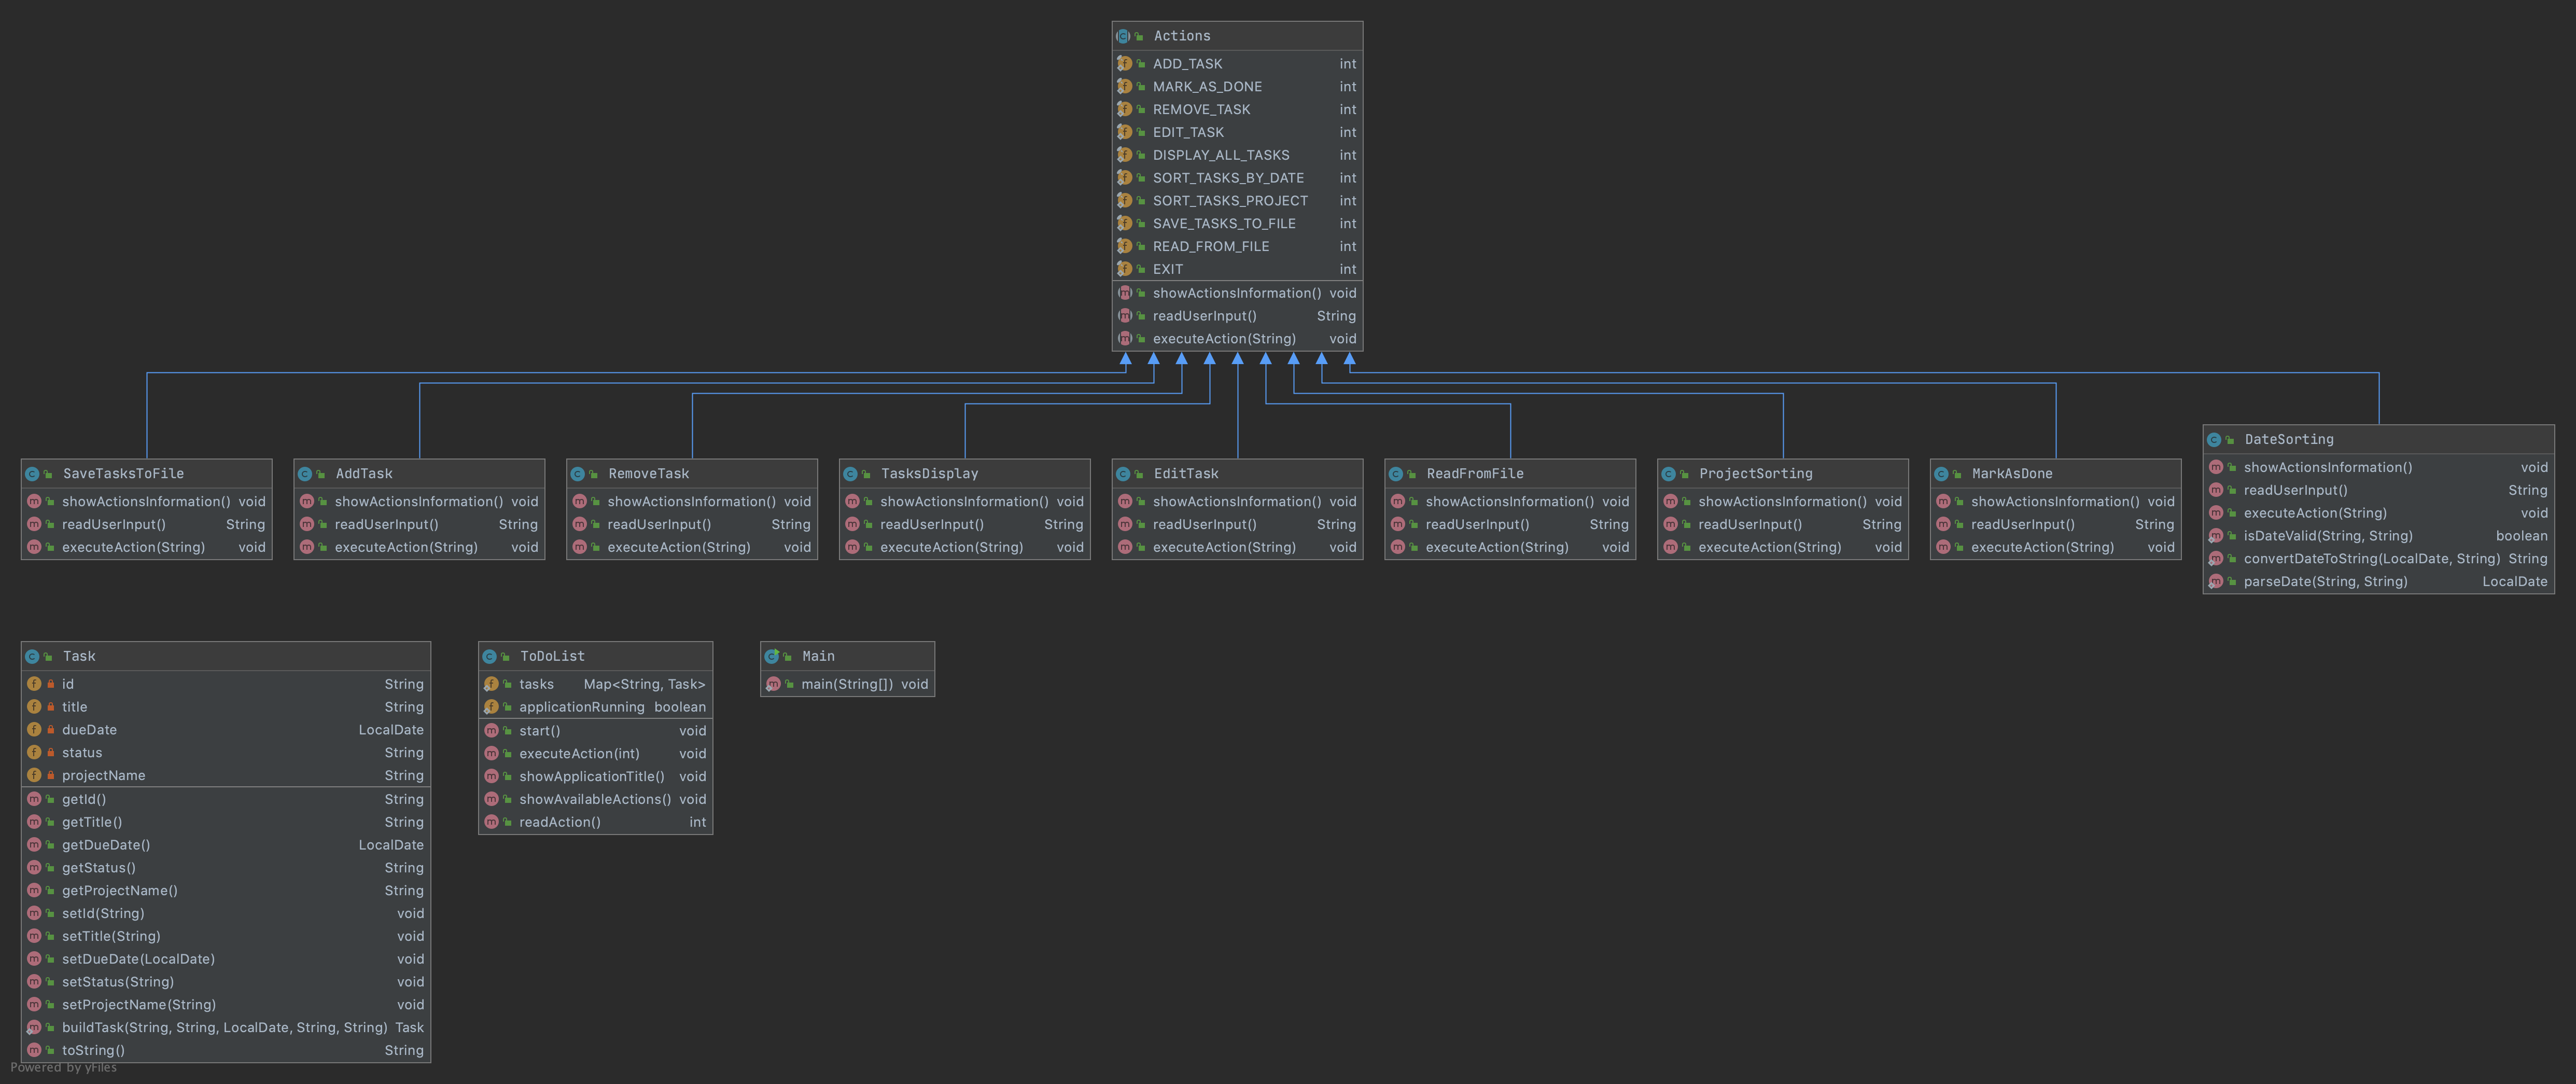 Actions
ADD_TASK int
MARK_AS_DONE int
REMOVE_TASK int
EDIT_TASK int
DISPLAY_ALL_TASKS int
SORT_TASKS_BY_DATE int
SORT_TASKS_PROJECT int
SAVE_TASKS_TO_FILE int
READ_FROM_FILE int
EXIT int
showActionsInformation() void
readUserInput() String
executeAction(String) void
SaveTasksToFile
showActionsInformation() void
readUserInput() String
executeAction(String) void
AddTask
showActionsInformation() void
readUserInput() String
executeAction(String) void
RemoveTask
showActionsInformation() void
readUserInput() String
executeAction(String) void
TasksDisplay
showActionsInformation() void
readUserInput() String
executeAction(String) void
EditTask
showActionsInformation() void
readUserInput() String
executeAction(String) void
ReadFromFile
showActionsInformation() void
readUserInput() String
executeAction(String) void
ProjectSorting
showActionsInformation() void
readUserInput() String
executeAction(String) void
MarkAsDone
showActionsInformation() void
readUserInput() String
executeAction(String) void
DateSorting
showActionsInformation() void
readUserInput() String
executeAction(String) void
isDateValid(String, String) boolean
convertDateToString(LocalDate, String) String
parseDate(String, String) LocalDate
Task
id String
title String
dueDate LocalDate
status String
projectName String
getId() String
getTitle() String
getDueDate() LocalDate
getStatus() String
getProjectName() String
setId(String) void
setTitle(String) void
setDueDate(LocalDate) void
setStatus(String) void
setProjectName(String) void
buildTask(String, String, LocalDate, String, String) Task
toString() String
ToDoList
tasks Map<String, Task>
applicationRunning boolean
start() void
executeAction(int) void
showApplicationTitle() void
showAvailableActions() void
readAction() int
Main
main(String[]) void
Powered by yFiles